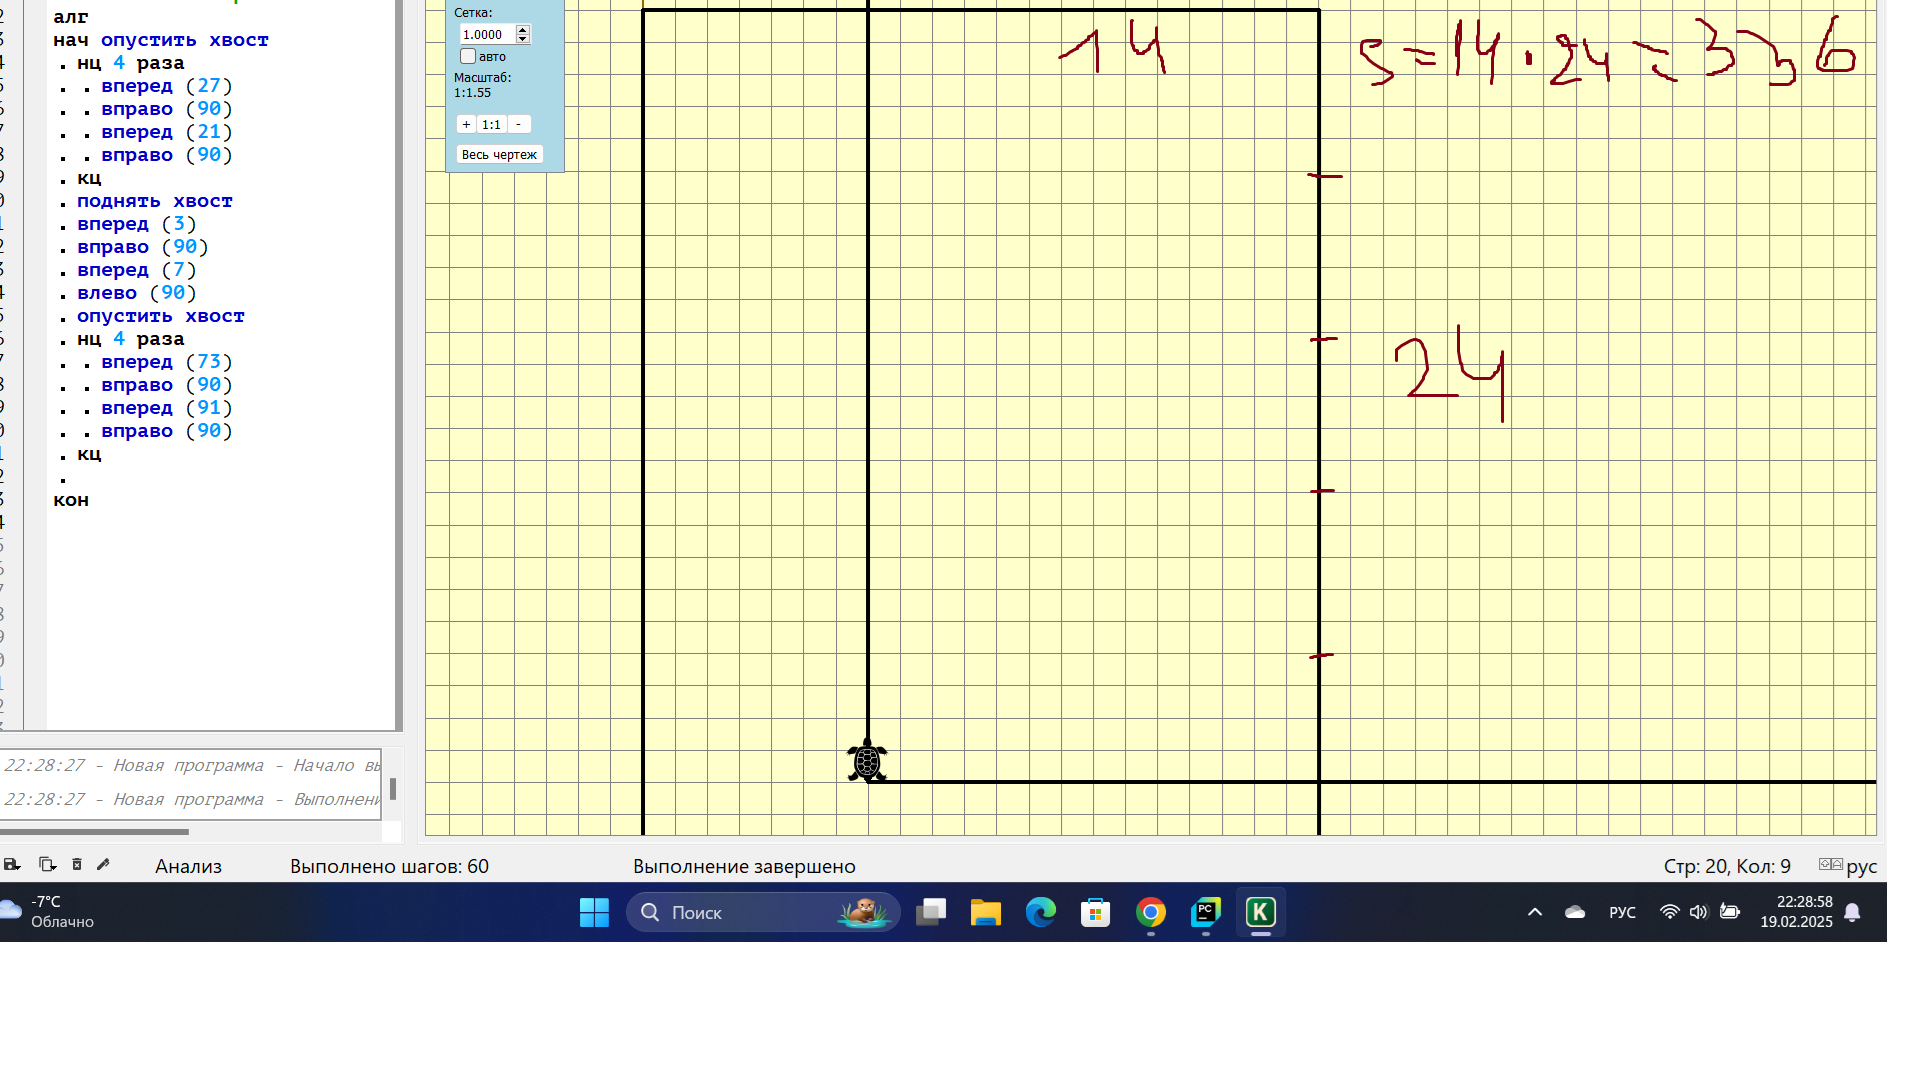 алг
нач опустить хвост
. нц 4 раза
. . вперед (27)
. . вправо (90)
. . вперед (21)
. . вправо (90)
. кц
. поднять хвост
. вперед (3)
. вправо (90)
. вперед (7)
. влево (90)
. опустить хвост
. нц 4 раза
. . вперед (73)
. . вправо (90)
. . вперед (91)
. . вправо (90)
. кц
.
кон
22:28:27 - Новая программа - Начало вы
22:28:27 - Новая программа - Выполнени
Сетка:
1.0000
авто
Масштаб:
1:1.55
+ 1:1 -
Весь чертеж
14
S=14·24=336
24
Анализ
Выполнено шагов: 60
Выполнение завершено
Стр: 20, Кол: 9
рус
-7°C
Облачно
Поиск
PC
K
РУС
22:28:58
19.02.2025